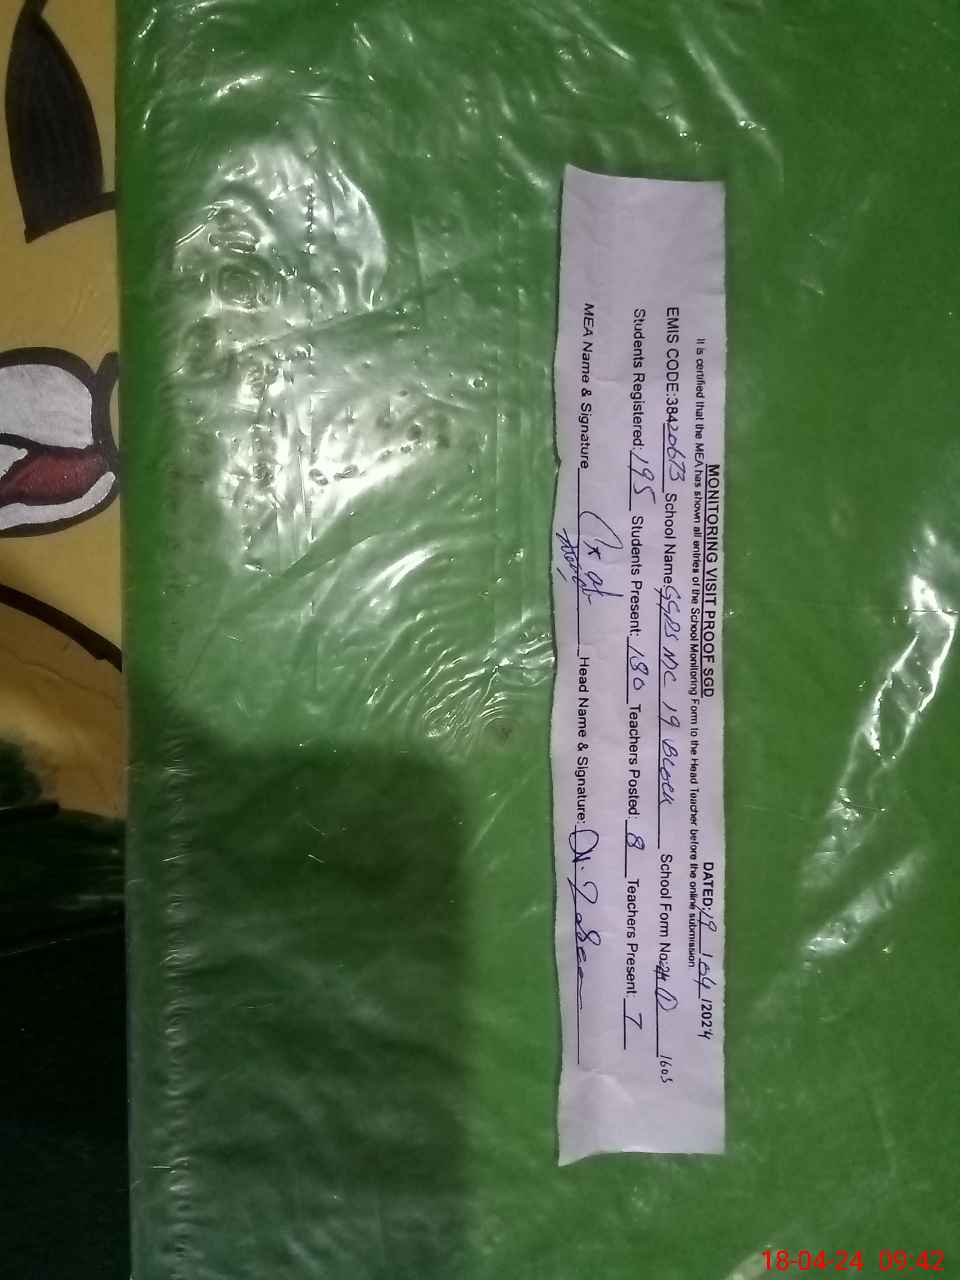 MONITORING VISIT PROOF SGD DATED: 19 / 04 /2024
It is certified that the MEA has shown all entries of the School Monitoring Form to the Head Teacher before the online submission.
EMIS CODE:38420673 School Name GGPS MC 19 Block School Form No: 1605
Students Registered: 195 Students Present: 180 Teachers Posted: 8 Teachers Present: 7
MEA Name & Signature Head Name & Signature:
18-04-24 09:42